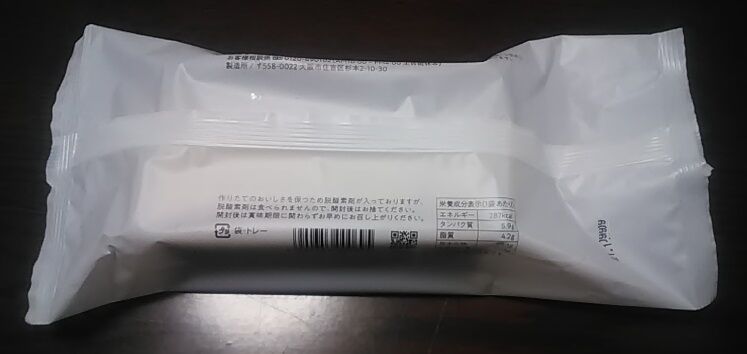 製造所／〒558-0022 大阪市住吉区杉本2-10-30
作りたてのおいしさを保つため脱酸素剤が入っておりますが、
脱酸素剤は食べられませんので、開封後はお捨てください。
開封後は賞味期限に関わらずお早めにお召し上がりください。
袋・トレー
栄養成分表示(1袋あたり)
エネルギー 287kcal
タンパク質 5.9g
脂質 4.2g